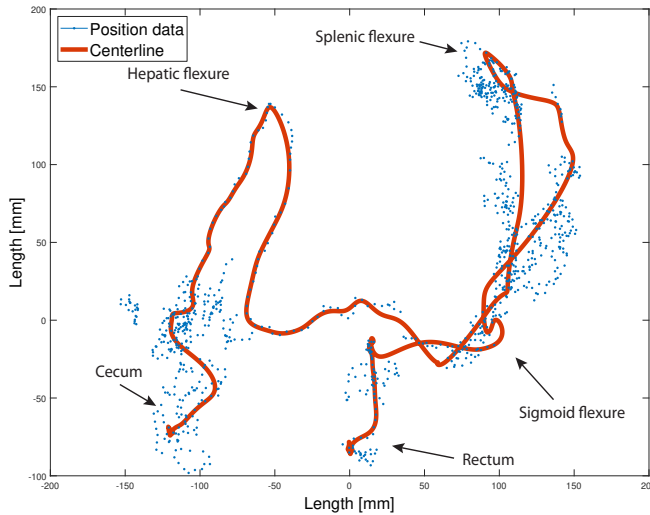 Position data
Centerline
Splenic flexure
Hepatic flexure
Cecum
Sigmoid flexure
Rectum
Length [mm]
200
150
100
50
0
-50
-100
-200 -150 -100 -50 0 50 100 150 200
Length [mm]